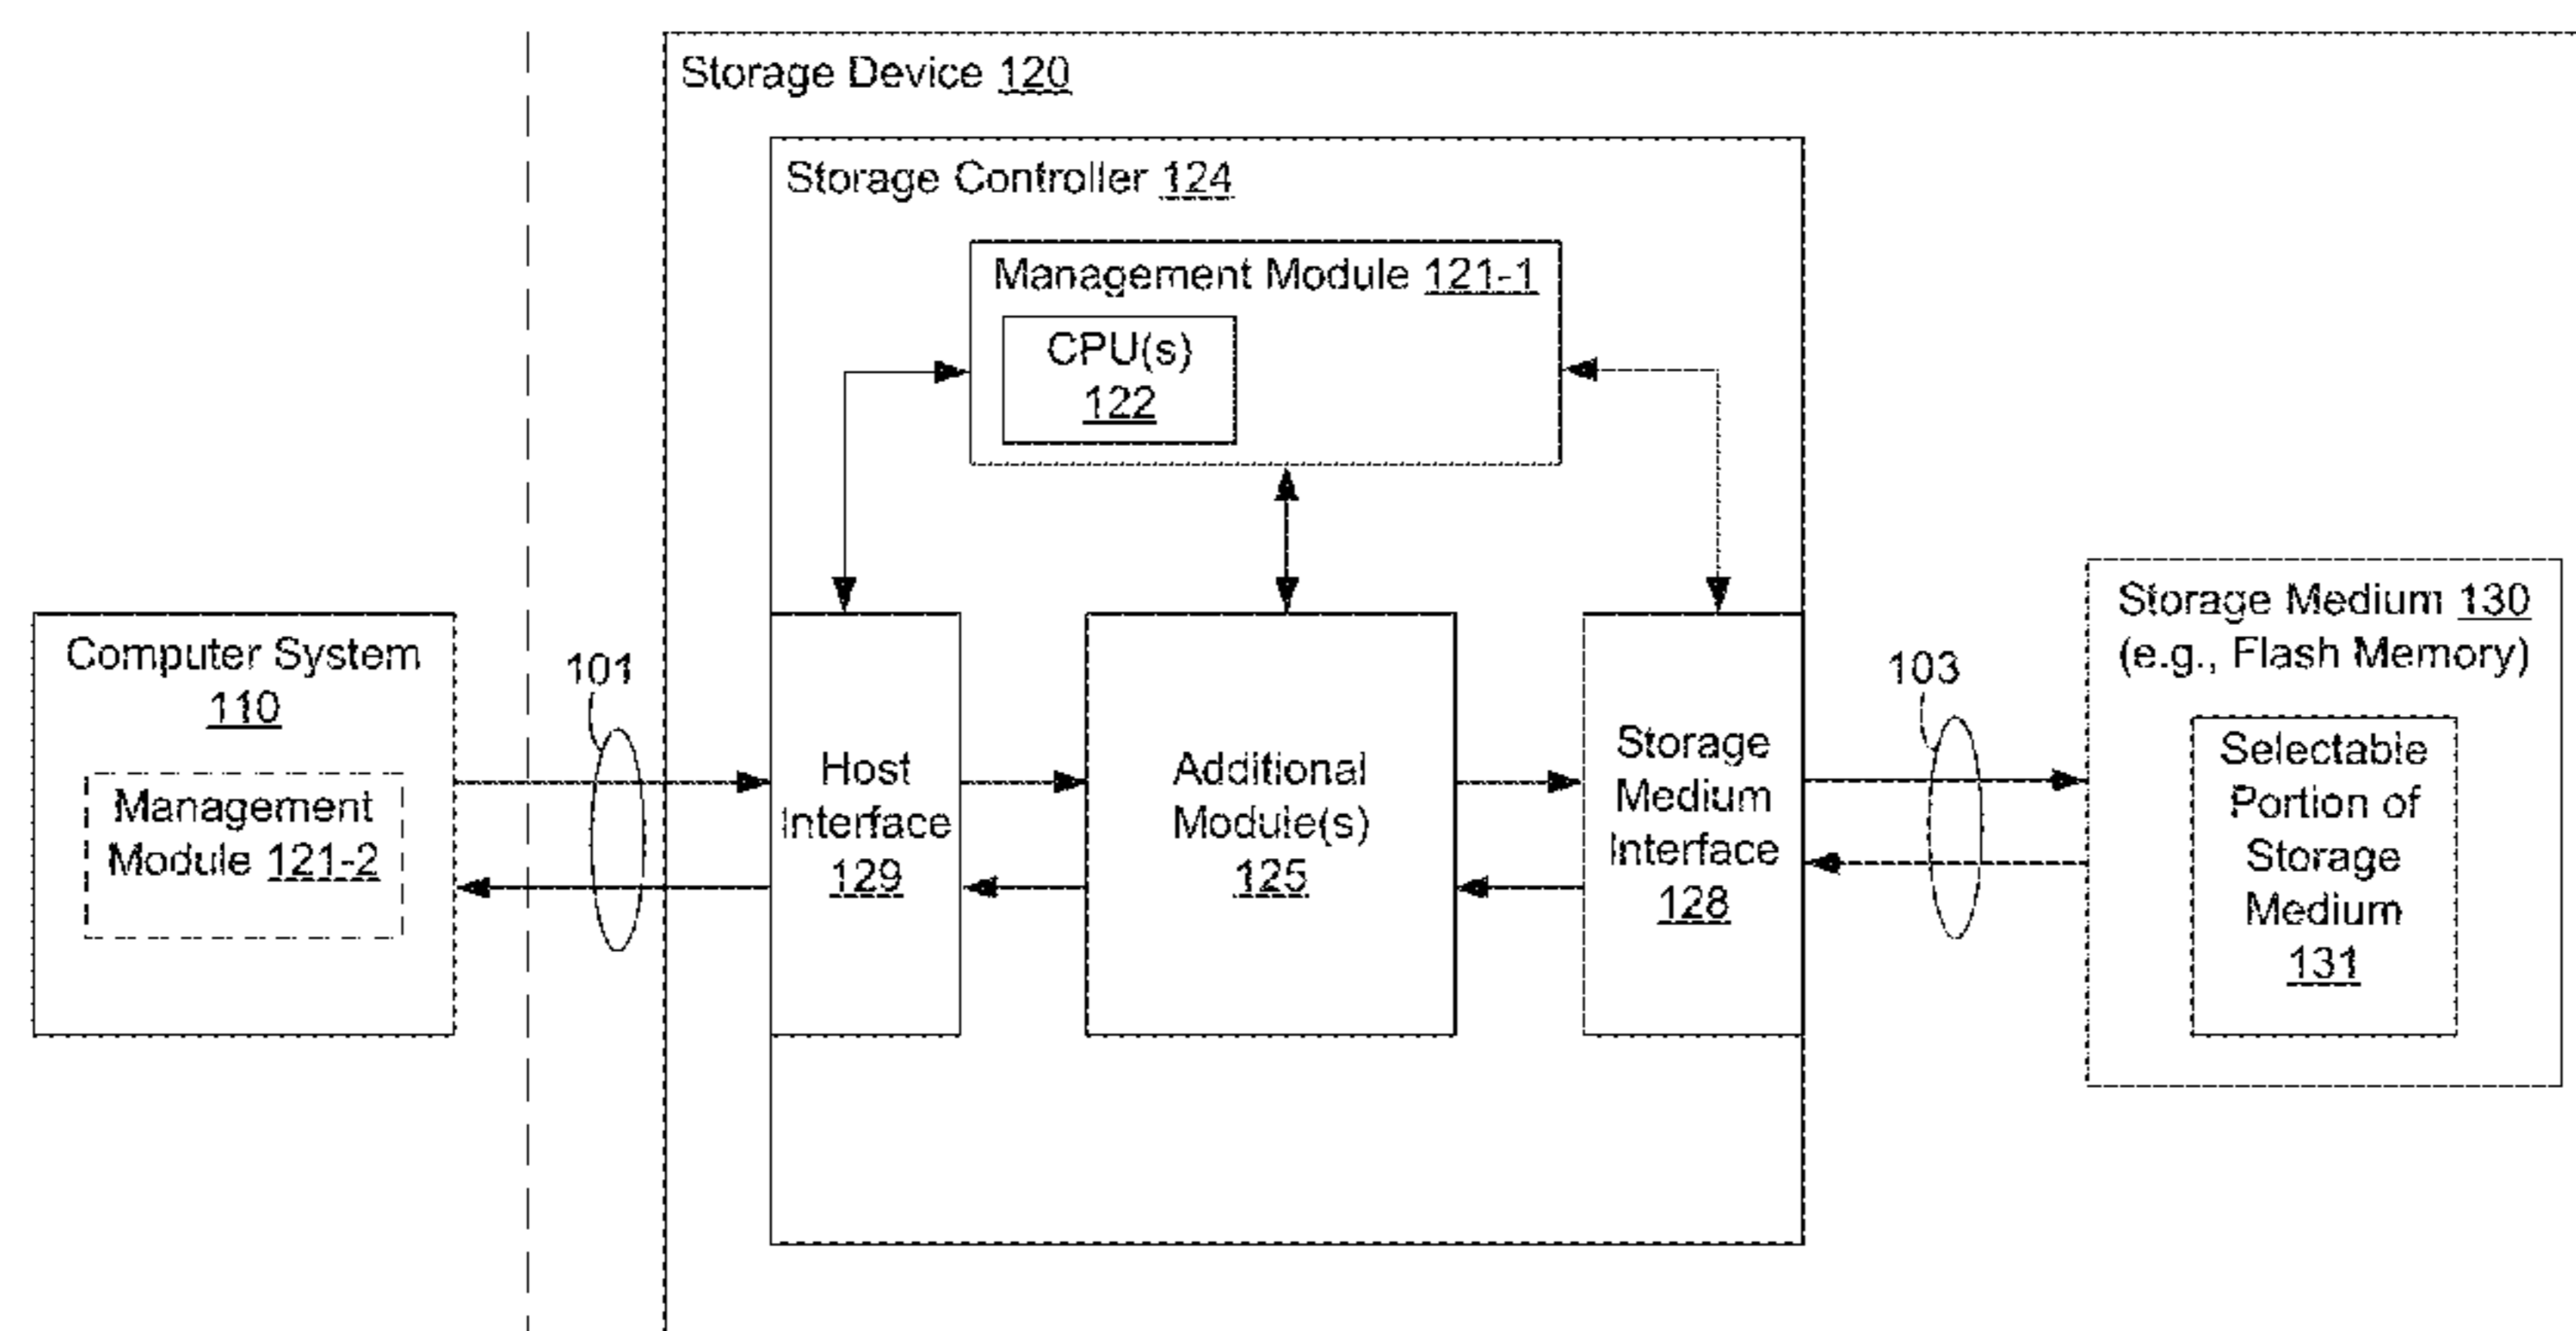 Storage Device 120
Storage Controller 124
Management Module 121-1
CPU(s)
122
Computer System
110
Management
Module 121-2
101
Host
Interface
129
Additional
Module(s)
125
Storage
Medium
Interface
128
103
Storage Medium 130
(e.g., Flash Memory)
Selectable
Portion of
Storage
Medium
131